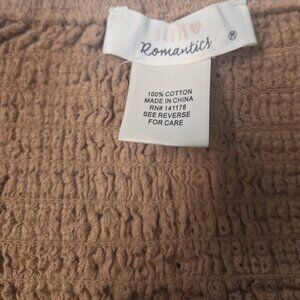 Romantics
M
100% COTTON
MADE IN CHINA
RN# 141178
SEE REVERSE
FOR CARE